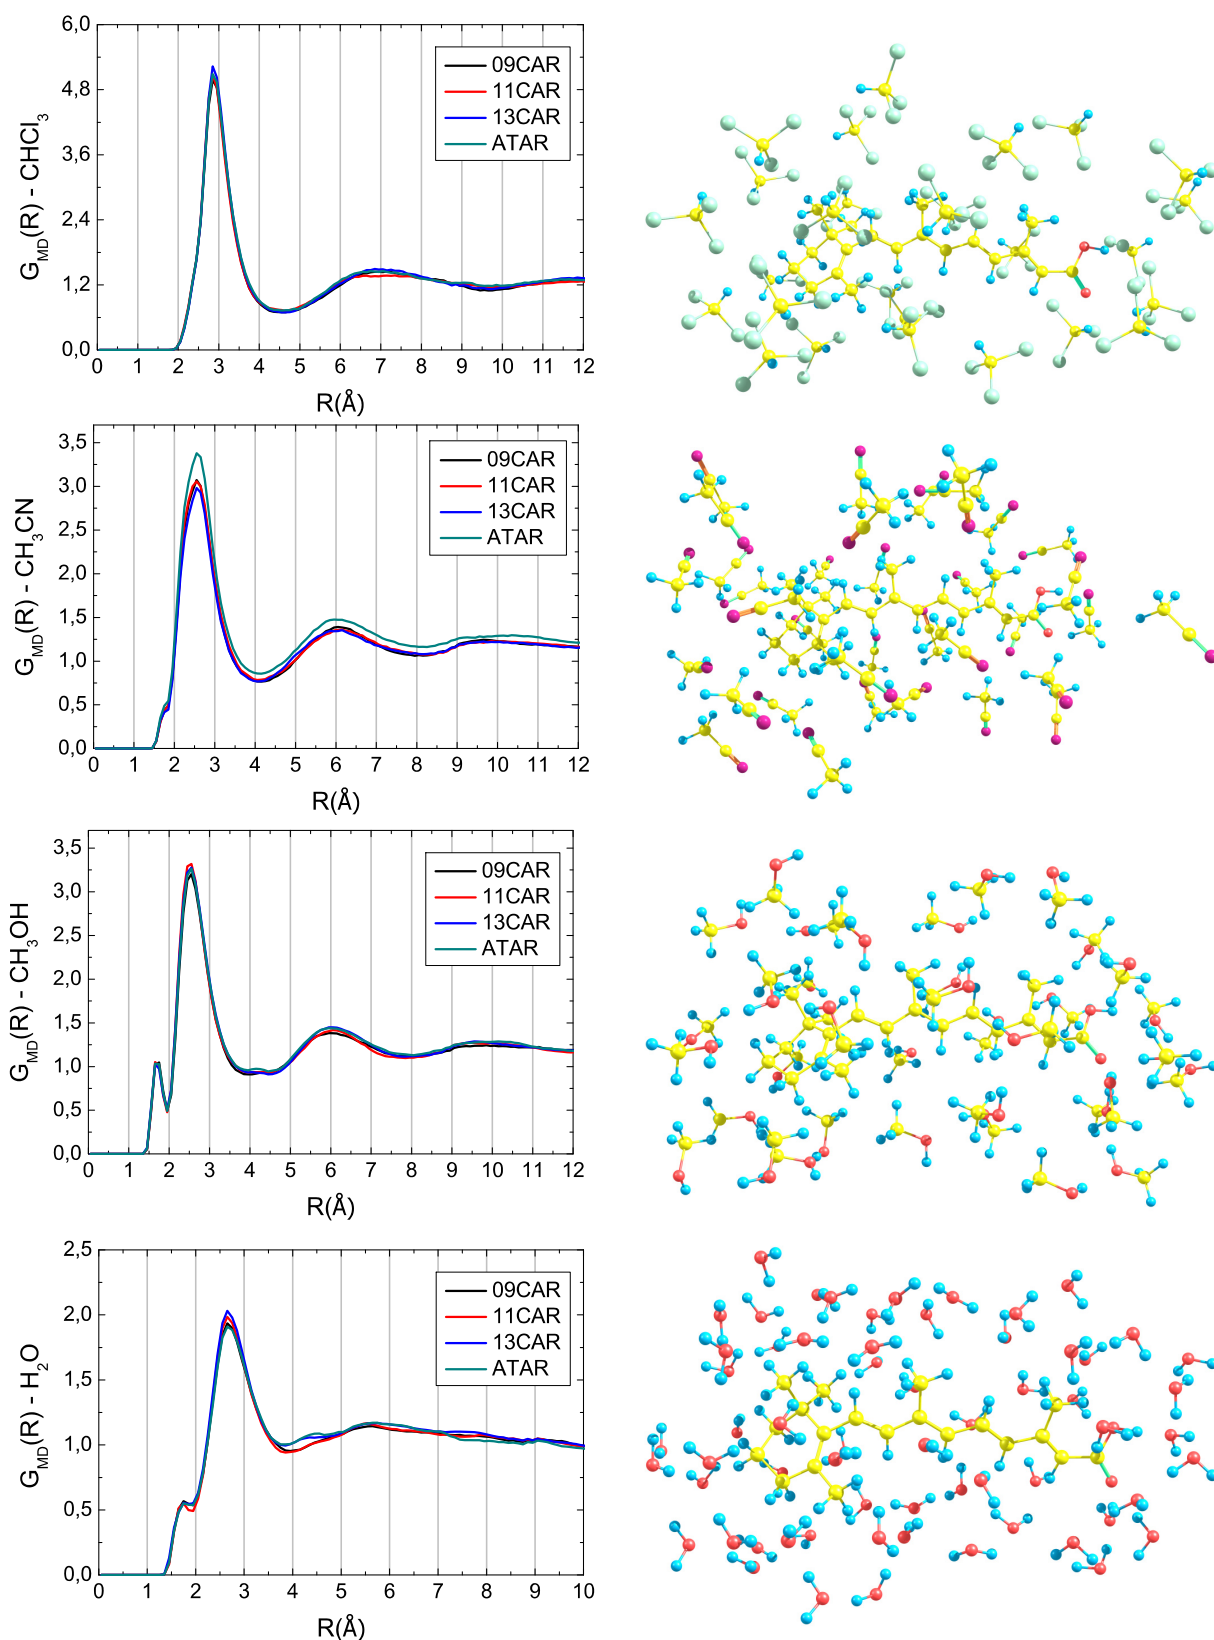 6,0
4,8
3,6
2,4
1,2
0,0
G_MD(R) - CHCl_3
09CAR
11CAR
13CAR
ATAR
0 1 2 3 4 5 6 7 8 9 10 11 12
R(Å)
3,5
3,0
2,5
2,0
1,5
1,0
0,5
0,0
G_MD(R) - CH_3CN
09CAR
11CAR
13CAR
ATAR
0 1 2 3 4 5 6 7 8 9 10 11 12
R(Å)
3,5
3,0
2,5
2,0
1,5
1,0
0,5
0,0
G_MD(R) - CH_3OH
09CAR
11CAR
13CAR
ATAR
0 1 2 3 4 5 6 7 8 9 10 11 12
R(Å)
2,5
2,0
1,5
1,0
0,5
0,0
G_MD(R) - H_2O
09CAR
11CAR
13CAR
ATAR
0 1 2 3 4 5 6 7 8 9 10
R(Å)